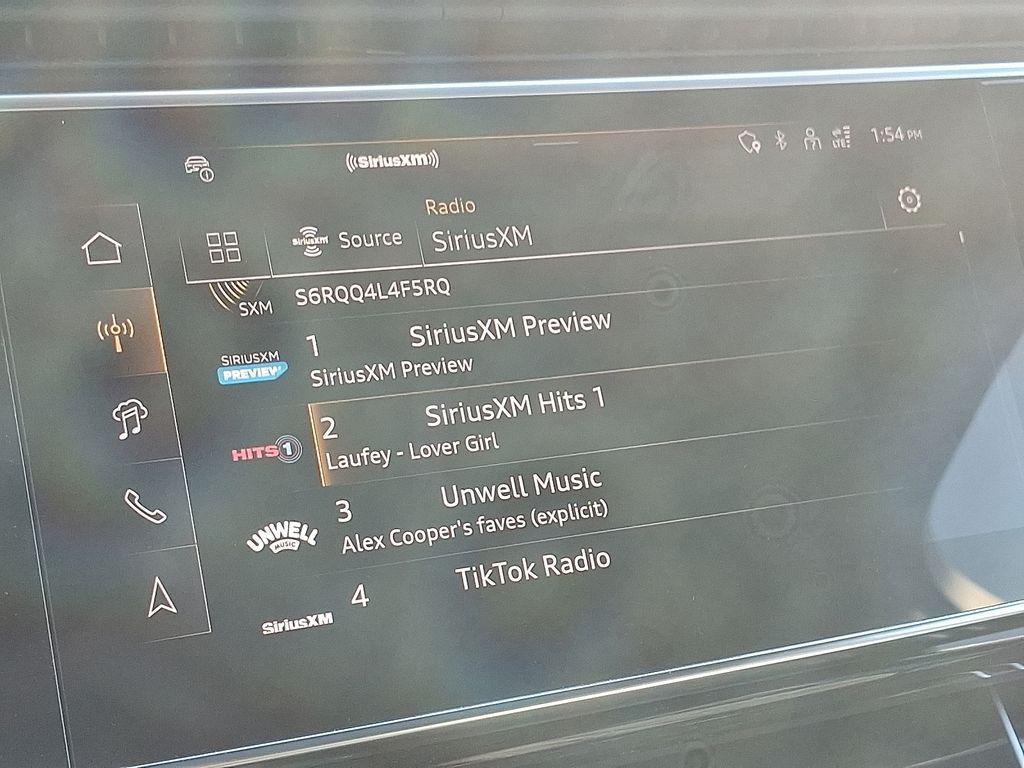 ((SiriusXM))
LTE
1:54 PM
Radio
SiriusXM
Source
SiriusXM
SXM
S6RQQ4L4F5RQ
1
SiriusXM Preview
SIRIUSXM
PREVIEW
SiriusXM Preview
2
SiriusXM Hits 1
HITS 1
Laufey - Lover Girl
3
Unwell Music
UNWELL
MUSIC
Alex Cooper's faves (explicit)
4
TikTok Radio
SiriusXM